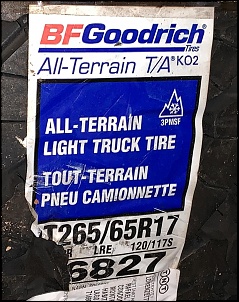 BFGoodrich
Tires
All-Terrain T/A® KO2
3PMSF
ALL-TERRAIN
LIGHT TRUCK TIRE
TOUT-TERRAIN
PNEU CAMIONNETTE
T265/65R17
LRE 120/117S
6827